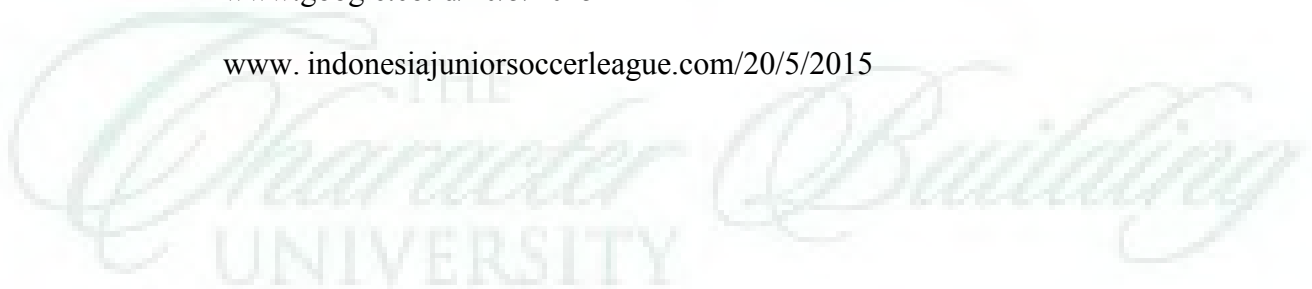 www. indonesiajuniorsoccerleague.com/20/5/2015
THE
Character Building
UNIVERSITY